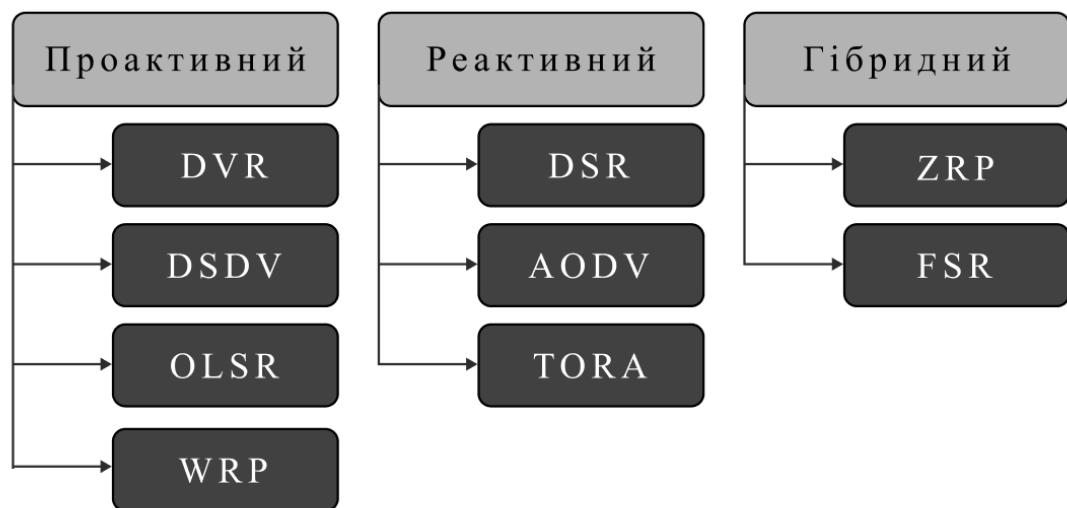 Проактивний
DVR
DSDV
OLSR
WRP
Реактивний
DSR
AODV
TORA
Гібридний
ZRP
FSR